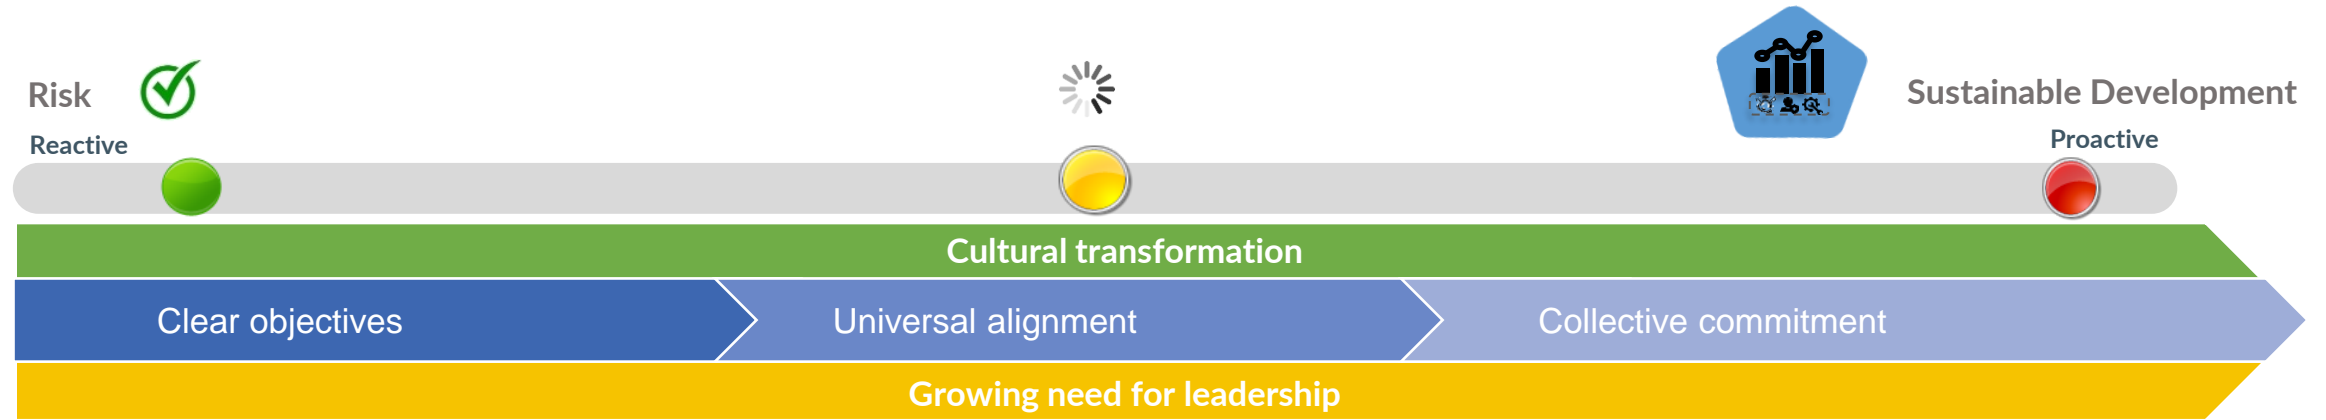 Risk
Sustainable Development
Reactive
Proactive
Cultural transformation
Clear objectives
Universal alignment
Collective commitment
Growing need for leadership